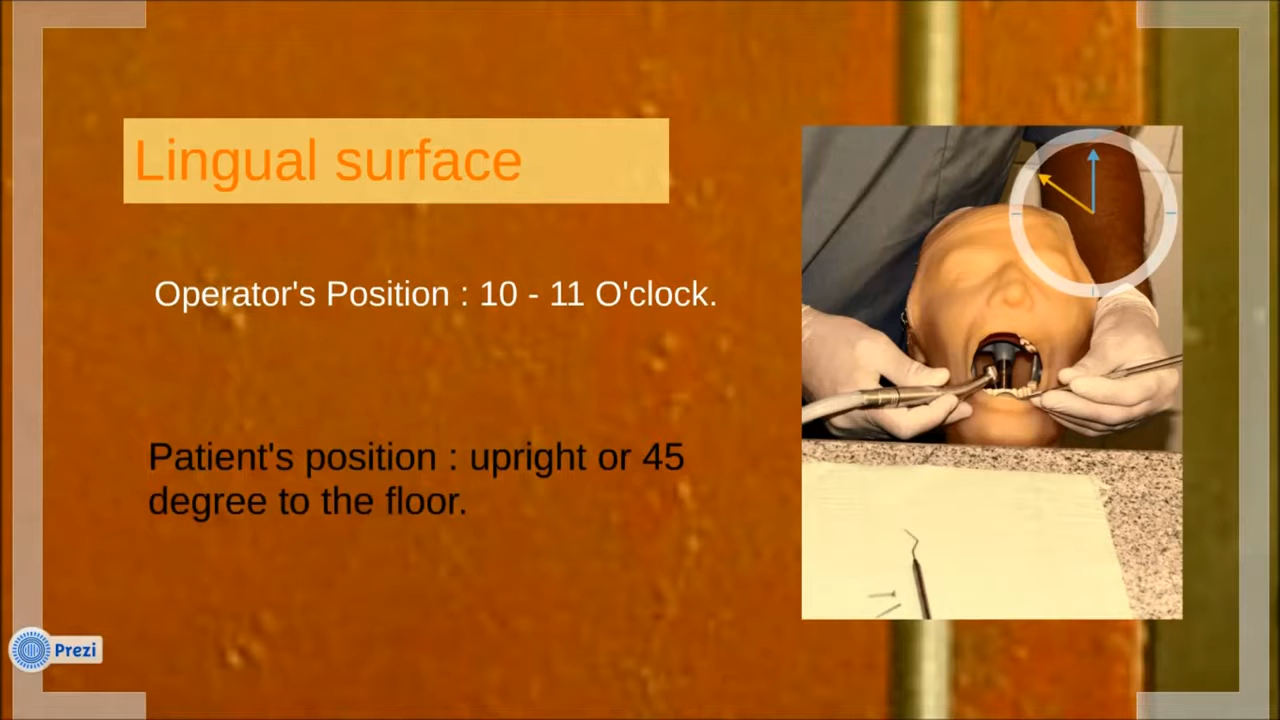 Lingual surface
Operator's Position : 10 - 11 O'clock.
Patient's position : upright or 45
degree to the floor.
Prezi